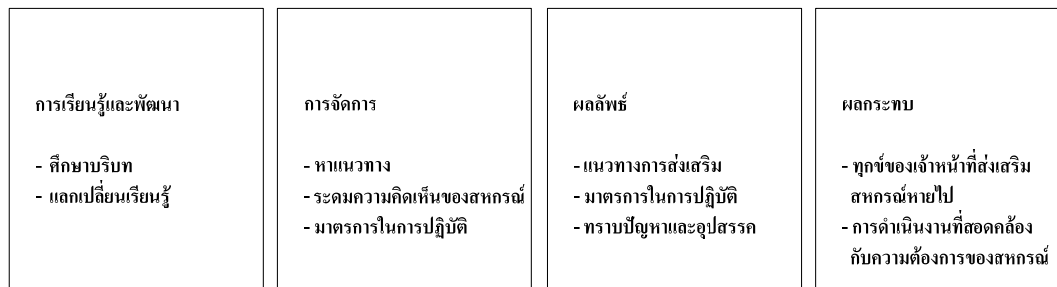 การเรียนรู้และพัฒนา
- ศึกษาบริบท
- แลกเปลี่ยนเรียนรู้
การจัดการ
- หาแนวทาง
- ระดมความคิดเห็นของสหกรณ์
- มาตรการในการปฏิบัติ
ผลลัพธ์
- แนวทางการส่งเสริม
- มาตรการในการปฏิบัติ
- ทราบปัญหาและอุปสรรค
ผลกระทบ
- ทุกข์ของเจ้าหน้าที่ส่งเสริม
สหกรณ์หายไป
- การดำเนินงานที่สอดคล้อง
กับความต้องการของสหกรณ์